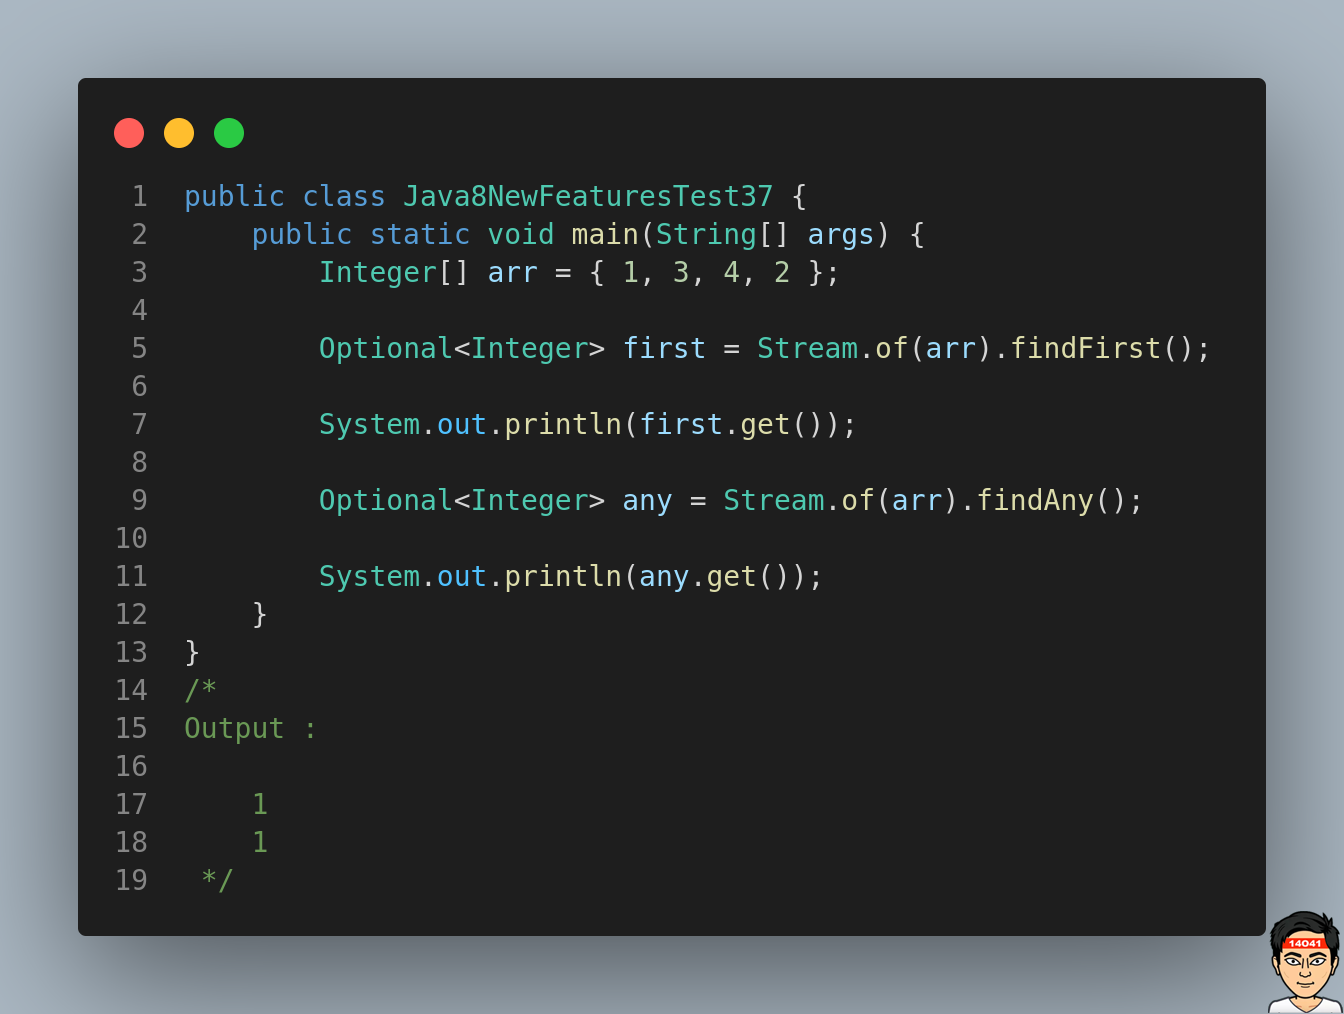 1 public class Java8NewFeaturesTest37 {
2     public static void main(String[] args) {
3         Integer[] arr = { 1, 3, 4, 2 };
4
5         Optional<Integer> first = Stream.of(arr).findFirst();
6
7         System.out.println(first.get());
8
9         Optional<Integer> any = Stream.of(arr).findAny();
10
11         System.out.println(any.get());
12     }
13 }
14 /*
15 Output :
16
17     1
18     1
19  */
14041